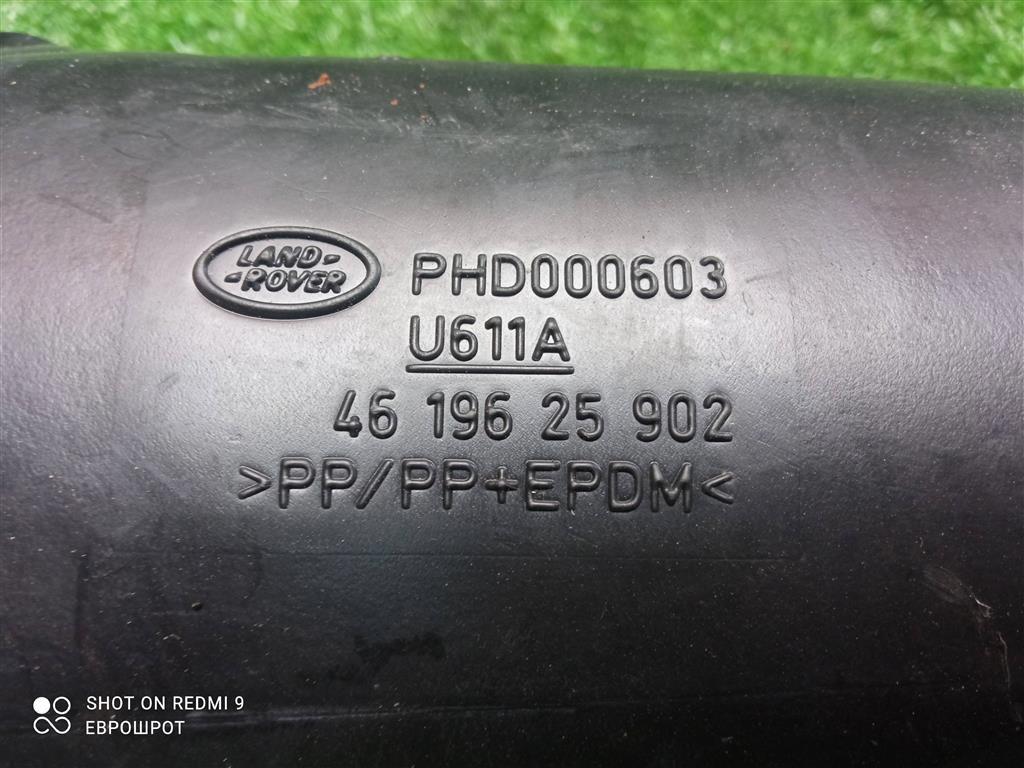 LAND-
-ROVER
PHD000603
U611A
46 196 25 902
>PP/PP+EPDM<
SHOT ON REDMI 9
ЕВРОШРОТ